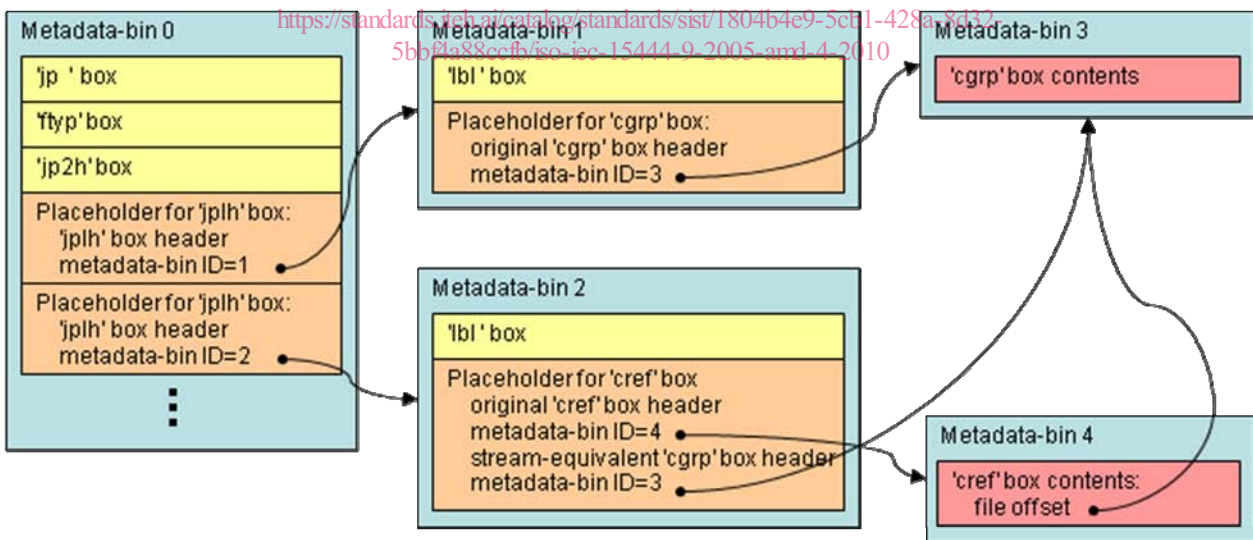 https://standards.iteh.ai/catalog/standards/sist/1804b4e9-5cb1-428a-8d32-
5bbf4a88ccfb/iso-iec-15444-9-2005-amd-4-2010
Metadata-bin 0
'jp ' box
'ftyp' box
'jp2h' box
Placeholder for 'jplh' box:
'jplh' box header
metadata-bin ID=1
Placeholder for 'jplh' box:
'jplh' box header
metadata-bin ID=2
Metadata-bin 1
'lbl ' box
Placeholder for 'cgrp' box:
original 'cgrp' box header
metadata-bin ID=3
Metadata-bin 2
'lbl ' box
Placeholder for 'cref' box
original 'cref' box header
metadata-bin ID=4
stream-equivalent 'cgrp' box header
metadata-bin ID=3
Metadata-bin 3
'cgrp' box contents
Metadata-bin 4
'cref' box contents:
file offset